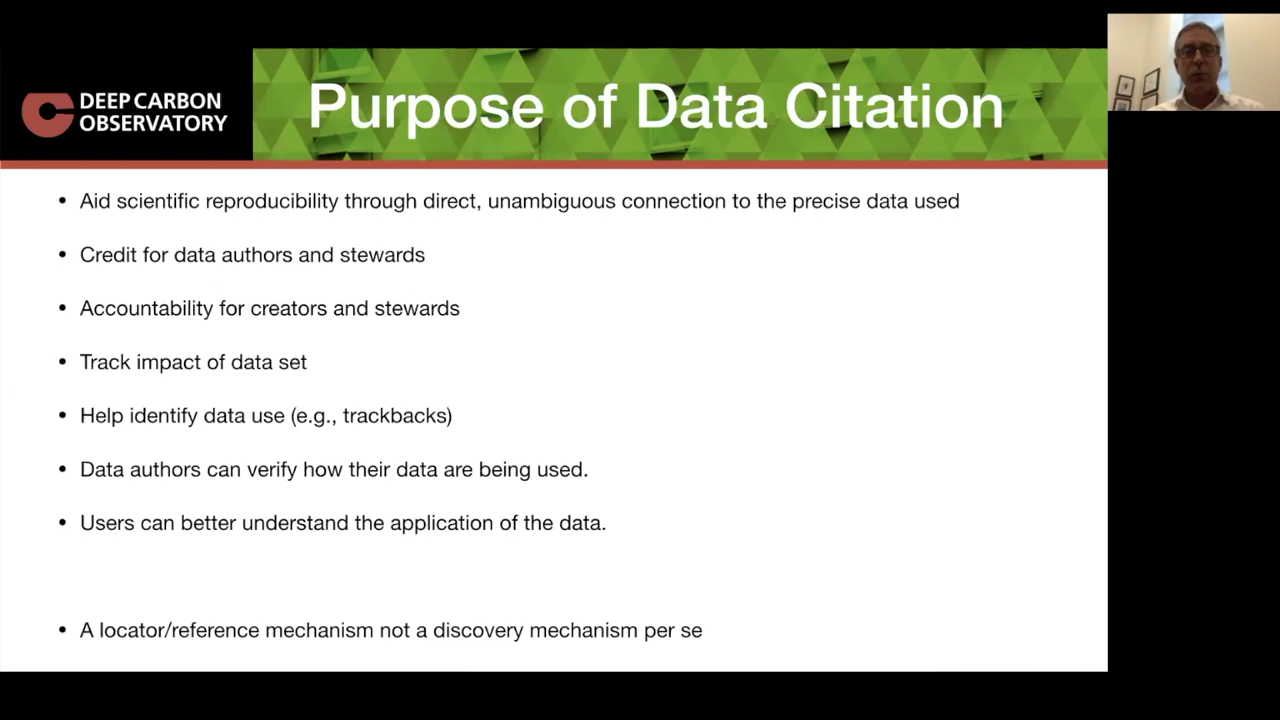 DEEP CARBON
OBSERVATORY
Purpose of Data Citation
• Aid scientific reproducibility through direct, unambiguous connection to the precise data used
• Credit for data authors and stewards
• Accountability for creators and stewards
• Track impact of data set
• Help identify data use (e.g., trackbacks)
• Data authors can verify how their data are being used.
• Users can better understand the application of the data.
• A locator/reference mechanism not a discovery mechanism per se